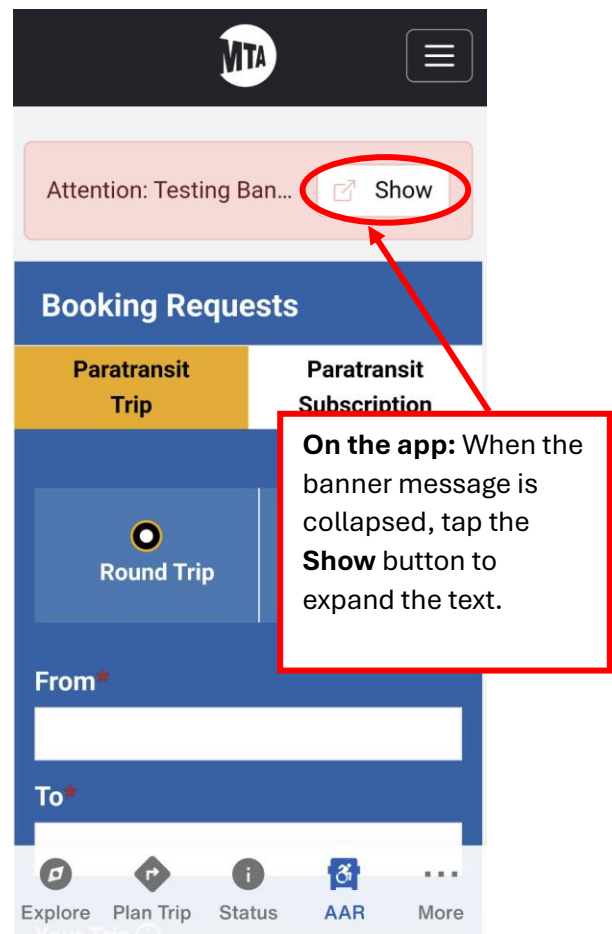 MTA
Attention: Testing Ban...
Show
Booking Requests
Paratransit
Trip
Paratransit
Subscription
On the app: When the
banner message is
collapsed, tap the
Show button to
expand the text.
Round Trip
From*
To*
Explore
Plan Trip
Status
AAR
More
Your Trip